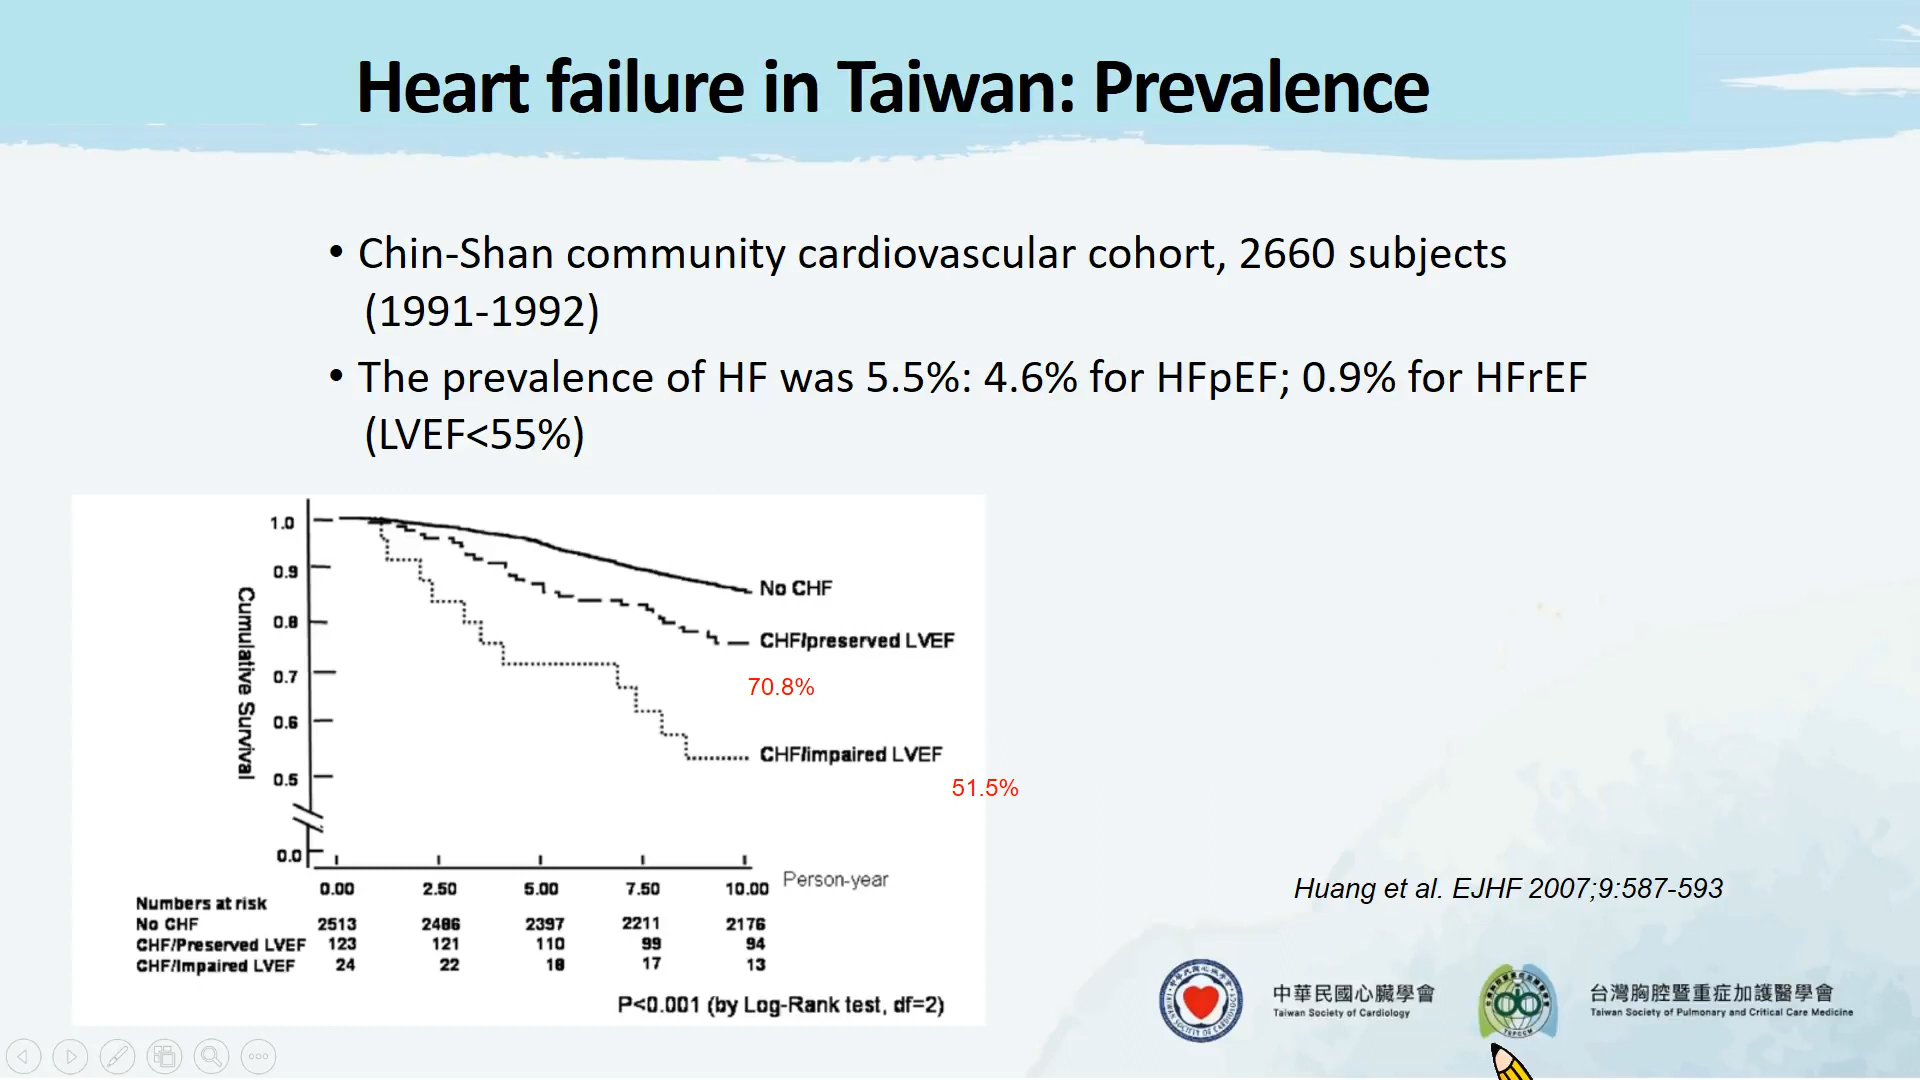 Heart failure in Taiwan: Prevalence
• Chin-Shan community cardiovascular cohort, 2660 subjects
(1991-1992)
• The prevalence of HF was 5.5%: 4.6% for HFpEF; 0.9% for HFrEF
(LVEF<55%)
Cumulative Survival
1.0
0.9
0.8
0.7
0.6
0.5
0.0
No CHF
CHF/preserved LVEF
70.8%
CHF/impaired LVEF
51.5%
0.00 2.50 5.00 7.50 10.00 Person-year
Numbers at risk
No CHF 2513 2486 2397 2211 2176
CHF/Preserved LVEF 123 121 110 99 94
CHF/Impaired LVEF 24 22 18 17 13
P<0.001 (by Log-Rank test, df=2)
Huang et al. EJHF 2007;9:587-593
中華民國心臟學會
Taiwan Society of Cardiology
台灣胸腔暨重症加護醫學會
Taiwan Society of Pulmonary and Critical Care Medicine